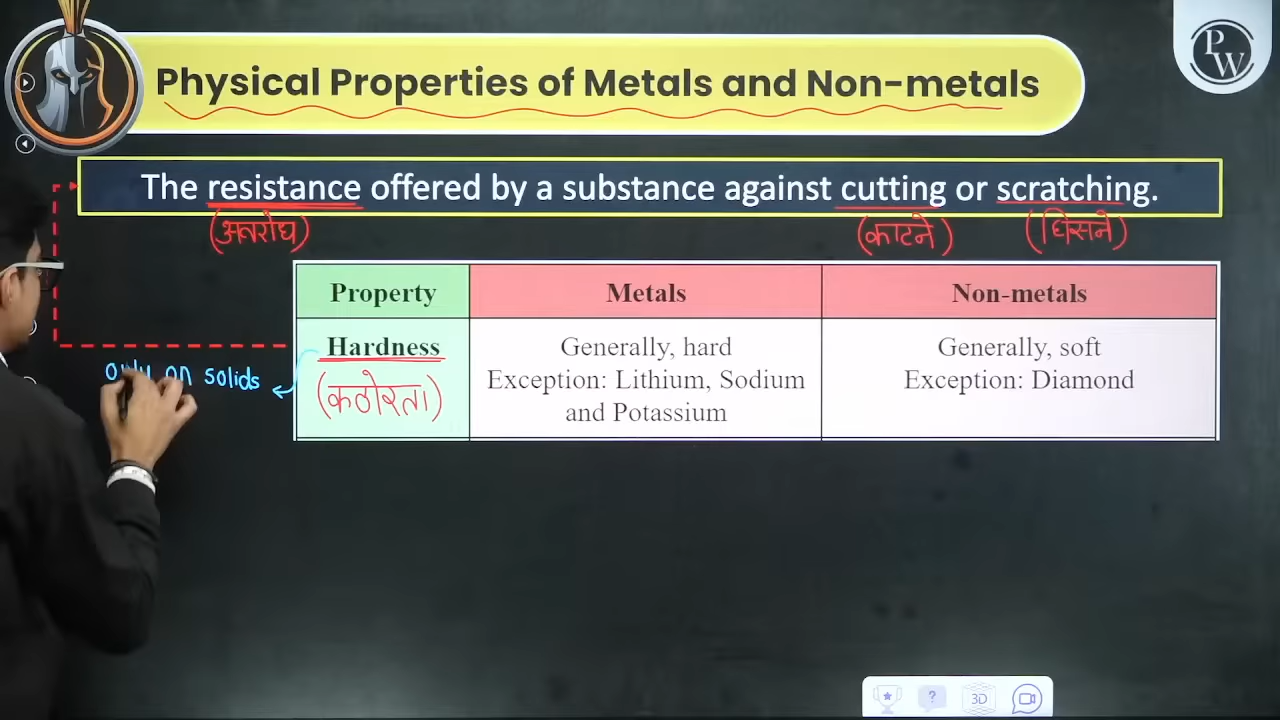 Physical Properties of Metals and Non-metals
PW
The resistance offered by a substance against cutting or scratching.
(अवरोध) (काटने) (घिसने)
Property Metals Non-metals
Hardness Generally, hard Generally, soft
only on solids (कठोरता) Exception: Lithium, Sodium Exception: Diamond
and Potassium
? 3D